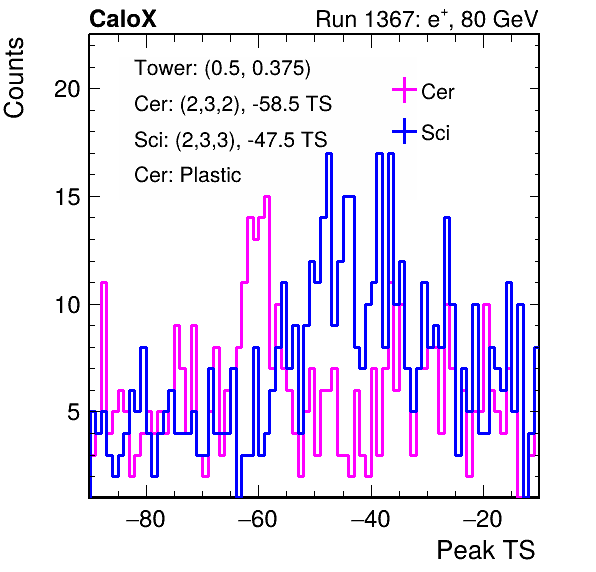 CaloX Run 1367: e⁺, 80 GeV
Counts
Tower: (0.5, 0.375)
Cer: (2,3,2), -58.5 TS
Sci: (2,3,3), -47.5 TS
Cer: Plastic
Cer
Sci
20
15
10
5
−80 −60 −40 −20
Peak TS